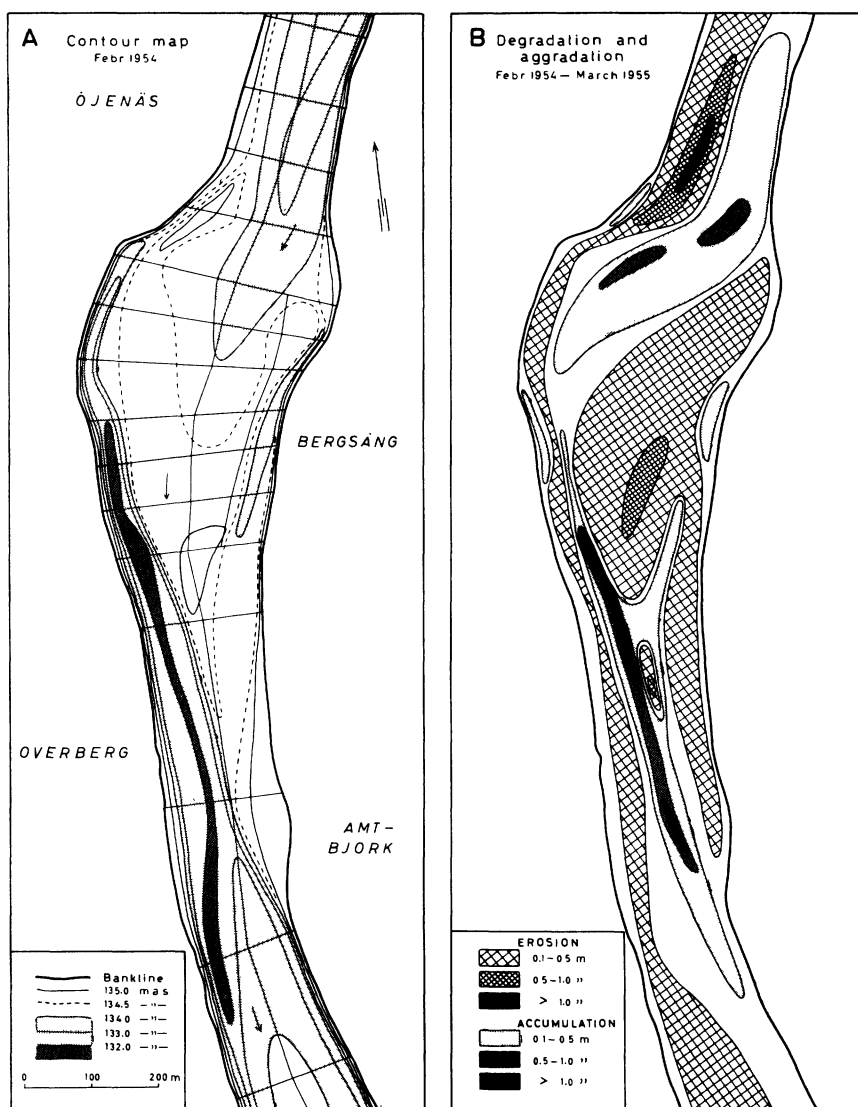 A
Contour map
Febr 1954
ÖJENÄS
BERGSÄNG
OVERBERG
AMT-
BJORK
Bankline
135.0 mas
134.5 —"—
134.0 —"—
133.0 —"—
132.0 —"—
0 100 200 m
B
Degradation and
aggradation
Febr 1954 — March 1955
EROSION
0.1-0.5 m
0.5-1.0 "
> 1.0 "
ACCUMULATION
0.1-0.5 m
0.5-1.0 "
> 1.0 "